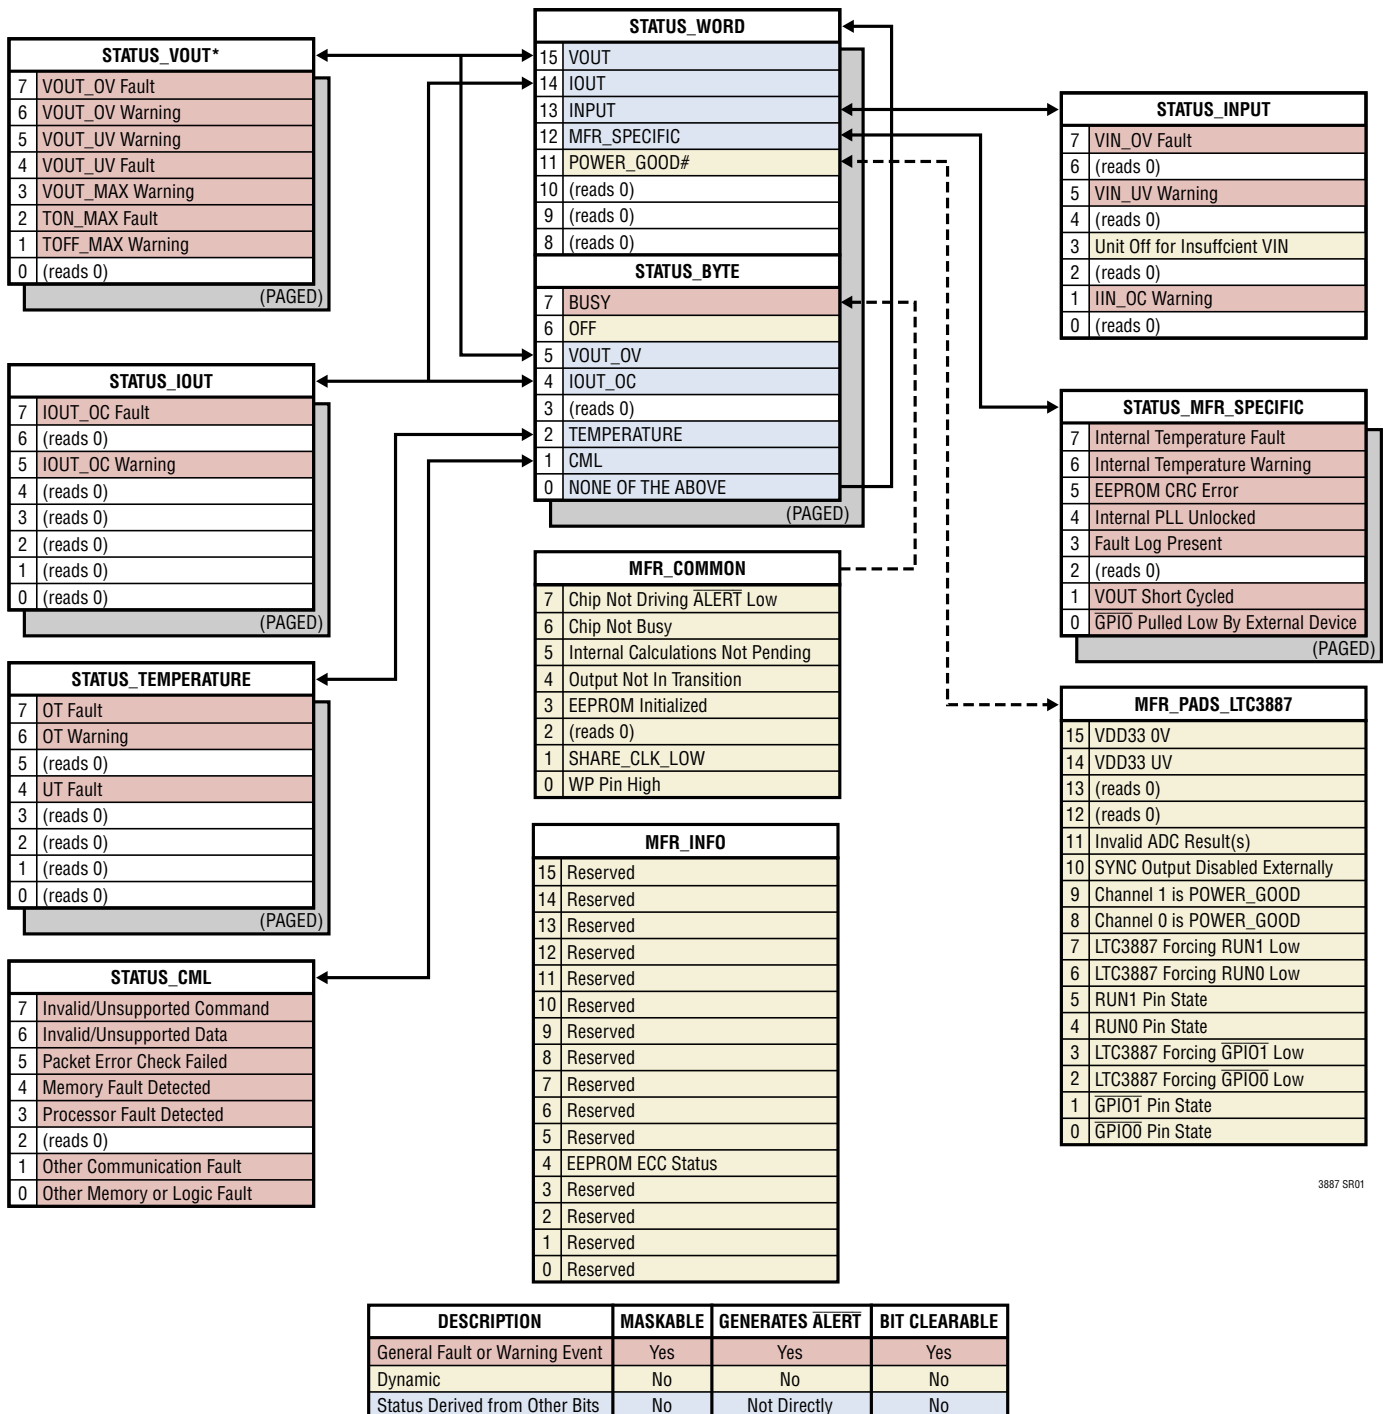 STATUS_VOUT*
7 VOUT_OV Fault
6 VOUT_OV Warning
5 VOUT_UV Warning
4 VOUT_UV Fault
3 VOUT_MAX Warning
2 TON_MAX Fault
1 TOFF_MAX Warning
0 (reads 0)
(PAGED)
STATUS_IOUT
7 IOUT_OC Fault
6 (reads 0)
5 IOUT_OC Warning
4 (reads 0)
3 (reads 0)
2 (reads 0)
1 (reads 0)
0 (reads 0)
(PAGED)
STATUS_TEMPERATURE
7 OT Fault
6 OT Warning
5 (reads 0)
4 UT Fault
3 (reads 0)
2 (reads 0)
1 (reads 0)
0 (reads 0)
(PAGED)
STATUS_CML
7 Invalid/Unsupported Command
6 Invalid/Unsupported Data
5 Packet Error Check Failed
4 Memory Fault Detected
3 Processor Fault Detected
2 (reads 0)
1 Other Communication Fault
0 Other Memory or Logic Fault
STATUS_WORD
15 VOUT
14 IOUT
13 INPUT
12 MFR_SPECIFIC
11 POWER_GOOD#
10 (reads 0)
9 (reads 0)
8 (reads 0)
STATUS_BYTE
7 BUSY
6 OFF
5 VOUT_OV
4 IOUT_OC
3 (reads 0)
2 TEMPERATURE
1 CML
0 NONE OF THE ABOVE
(PAGED)
MFR_COMMON
7 Chip Not Driving ALERT Low
6 Chip Not Busy
5 Internal Calculations Not Pending
4 Output Not In Transition
3 EEPROM Initialized
2 (reads 0)
1 SHARE_CLK_LOW
0 WP Pin High
MFR_INFO
15 Reserved
14 Reserved
13 Reserved
12 Reserved
11 Reserved
10 Reserved
9 Reserved
8 Reserved
7 Reserved
6 Reserved
5 Reserved
4 EEPROM ECC Status
3 Reserved
2 Reserved
1 Reserved
0 Reserved
STATUS_INPUT
7 VIN_OV Fault
6 (reads 0)
5 VIN_UV Warning
4 (reads 0)
3 Unit Off for Insuffcient VIN
2 (reads 0)
1 IIN_OC Warning
0 (reads 0)
STATUS_MFR_SPECIFIC
7 Internal Temperature Fault
6 Internal Temperature Warning
5 EEPROM CRC Error
4 Internal PLL Unlocked
3 Fault Log Present
2 (reads 0)
1 VOUT Short Cycled
0 GPIO Pulled Low By External Device
(PAGED)
MFR_PADS_LTC3887
15 VDD33 OV
14 VDD33 UV
13 (reads 0)
12 (reads 0)
11 Invalid ADC Result(s)
10 SYNC Output Disabled Externally
9 Channel 1 is POWER_GOOD
8 Channel 0 is POWER_GOOD
7 LTC3887 Forcing RUN1 Low
6 LTC3887 Forcing RUN0 Low
5 RUN1 Pin State
4 RUN0 Pin State
3 LTC3887 Forcing GPIO1 Low
2 LTC3887 Forcing GPIO0 Low
1 GPIO1 Pin State
0 GPIO0 Pin State
3887 SR01
DESCRIPTION MASKABLE GENERATES ALERT BIT CLEARABLE
General Fault or Warning Event Yes Yes Yes
Dynamic No No No
Status Derived from Other Bits No Not Directly No